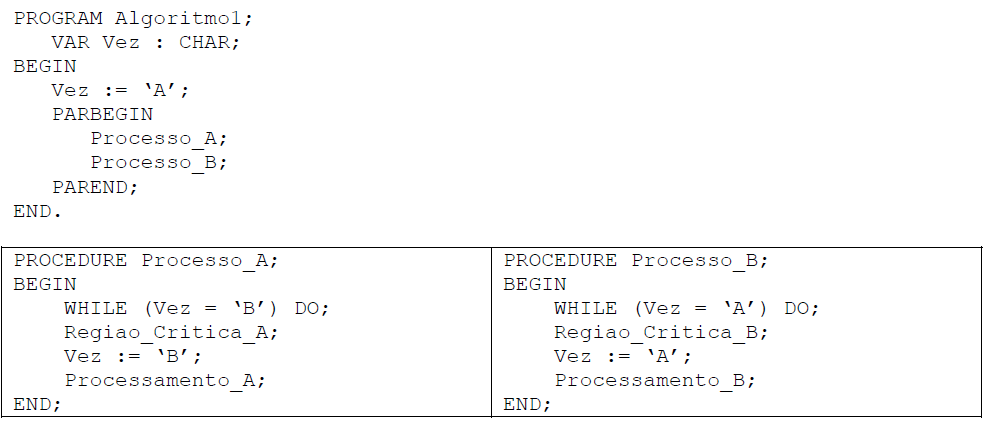 PROGRAM Algoritmo1;
VAR Vez : CHAR;
BEGIN
Vez := ‘A’;
PARBEGIN
Processo_A;
Processo_B;
PAREND;
END.
PROCEDURE Processo_A;
BEGIN
WHILE (Vez = ‘B’) DO;
Regiao_Critica_A;
Vez := ‘B’;
Processamento_A;
END;
PROCEDURE Processo_B;
BEGIN
WHILE (Vez = ‘A’) DO;
Regiao_Critica_B;
Vez := ‘A’;
Processamento_B;
END;